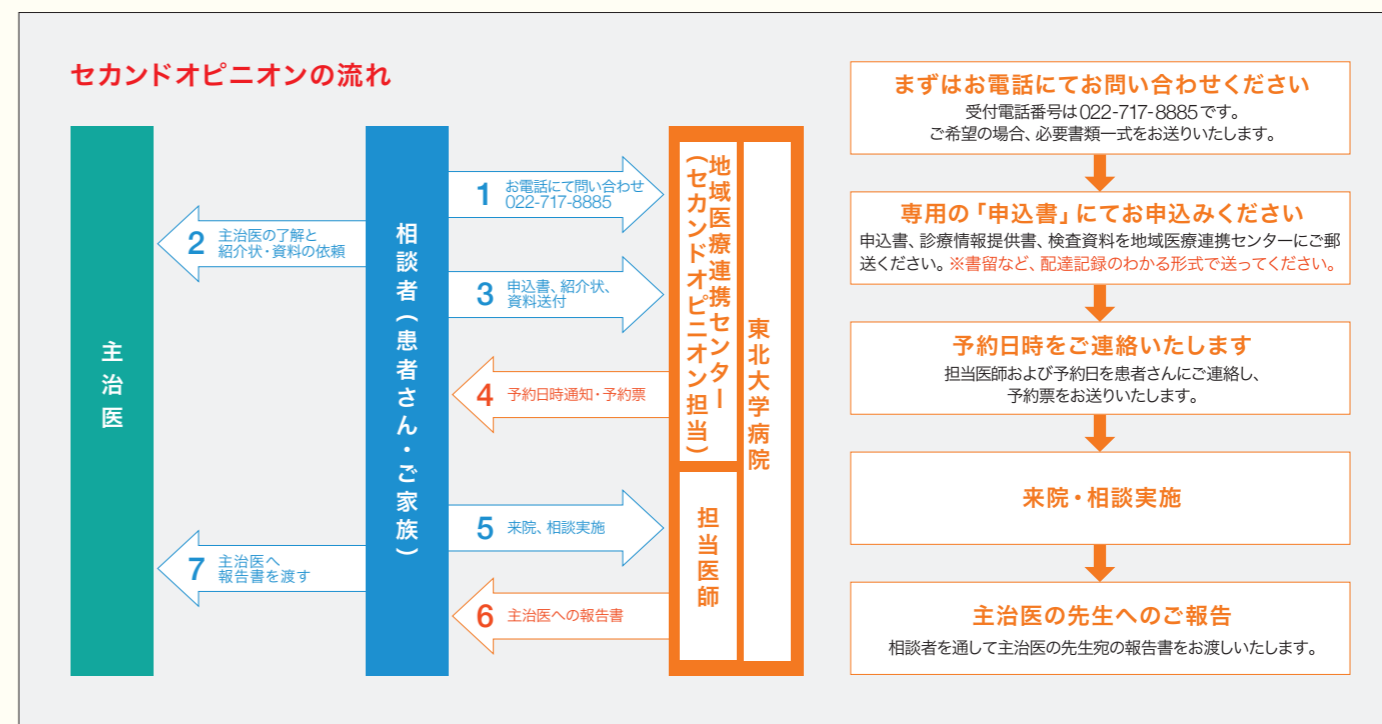 セカンドオピニオンの流れ
主治医
相談者（患者さん・ご家族）
1
お電話にて問い合わせ
022-717-8885
2
主治医の了解と
紹介状・資料の依頼
3
申込書、紹介状、
資料送付
4
予約日時通知・予約票
5
来院、相談実施
6
主治医への報告書
7
主治医へ
報告書を渡す
地域医療連携センター
（セカンドオピニオン担当）
担当医師
東北大学病院
まずはお電話にてお問い合わせください
受付電話番号は022-717-8885です。
ご希望の場合、必要書類一式をお送りいたします。
専用の「申込書」にてお申込みください
申込書、診療情報提供書、検査資料を地域医療連携センターにご郵
送ください。※書留など、配達記録のわかる形式で送ってください。
予約日時をご連絡いたします
担当医師および予約日を患者さんにご連絡し、
予約票をお送りいたします。
来院・相談実施
主治医の先生へのご報告
相談者を通して主治医の先生宛の報告書をお渡しいたします。